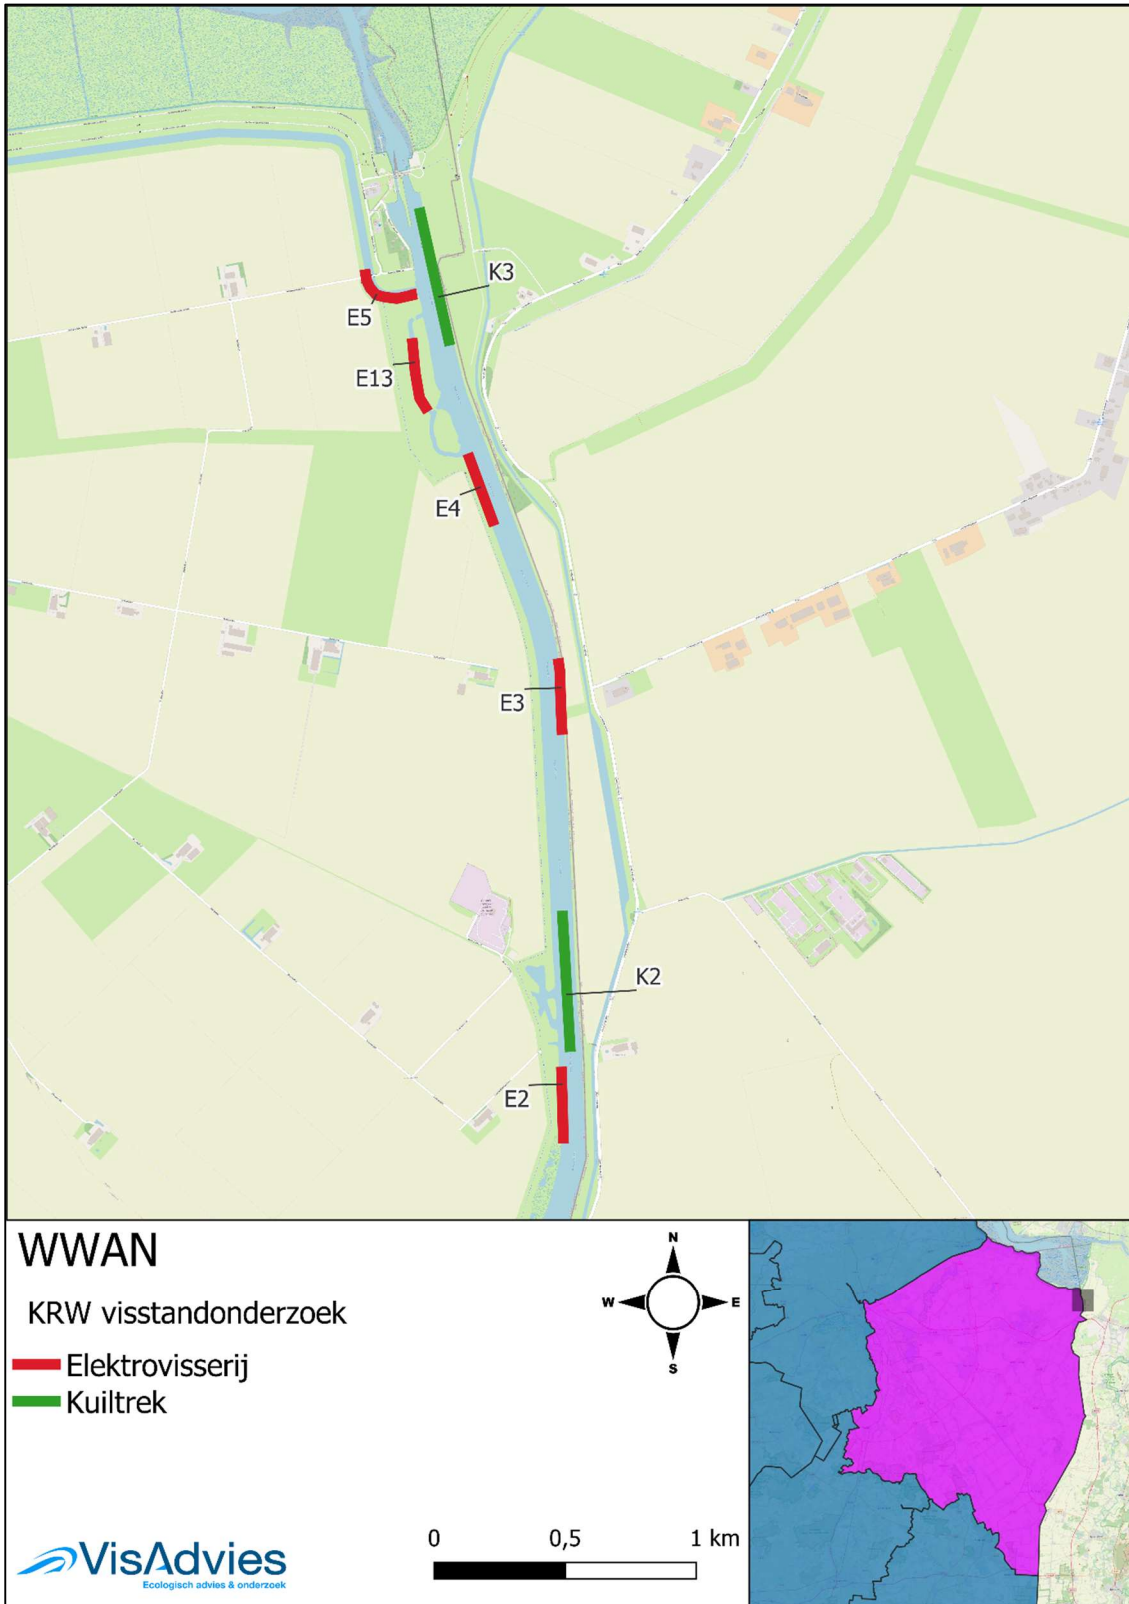 K3
E5
E13
E4
E3
K2
E2
WWAN
KRW visstandonderzoek
Elektrovisserij
Kuiltrek
N
W
E
S
VisAdvies
Ecologisch advies & onderzoek
0 0,5 1 km